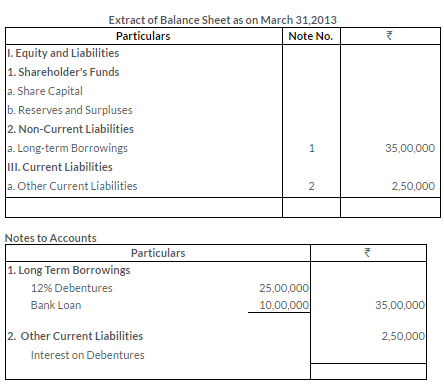 Extract of Balance Sheet as on March 31,2013
Particulars Note No. ₹
I. Equity and Liabilities
1. Shareholder's Funds
a. Share Capital
b. Reserves and Surpluses
2. Non-Current Liabilities
a. Long-term Borrowings 1 35,00,000
III. Current Liabilities
a. Other Current Liabilities 2 2,50,000
Notes to Accounts
Particulars ₹
1. Long Term Borrowings
12% Debentures 25,00,000
Bank Loan 10,00,000 35,00,000
2. Other Current Liabilities 2,50,000
Interest on Debentures